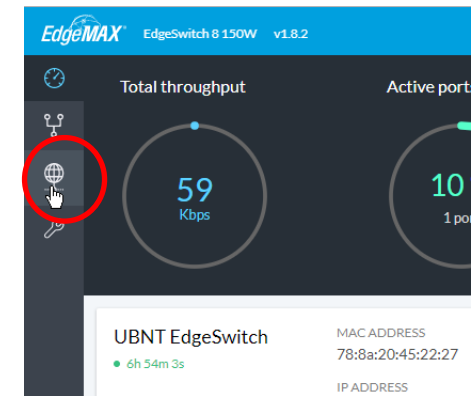 EdgeMAX EdgeSwitch 8 150W v1.8.2
Total throughput Active port
59 10
Kbps 1 por
UBNT EdgeSwitch MAC ADDRESS
6h 54m 3s 78:8a:20:45:22:27
IP ADDRESS